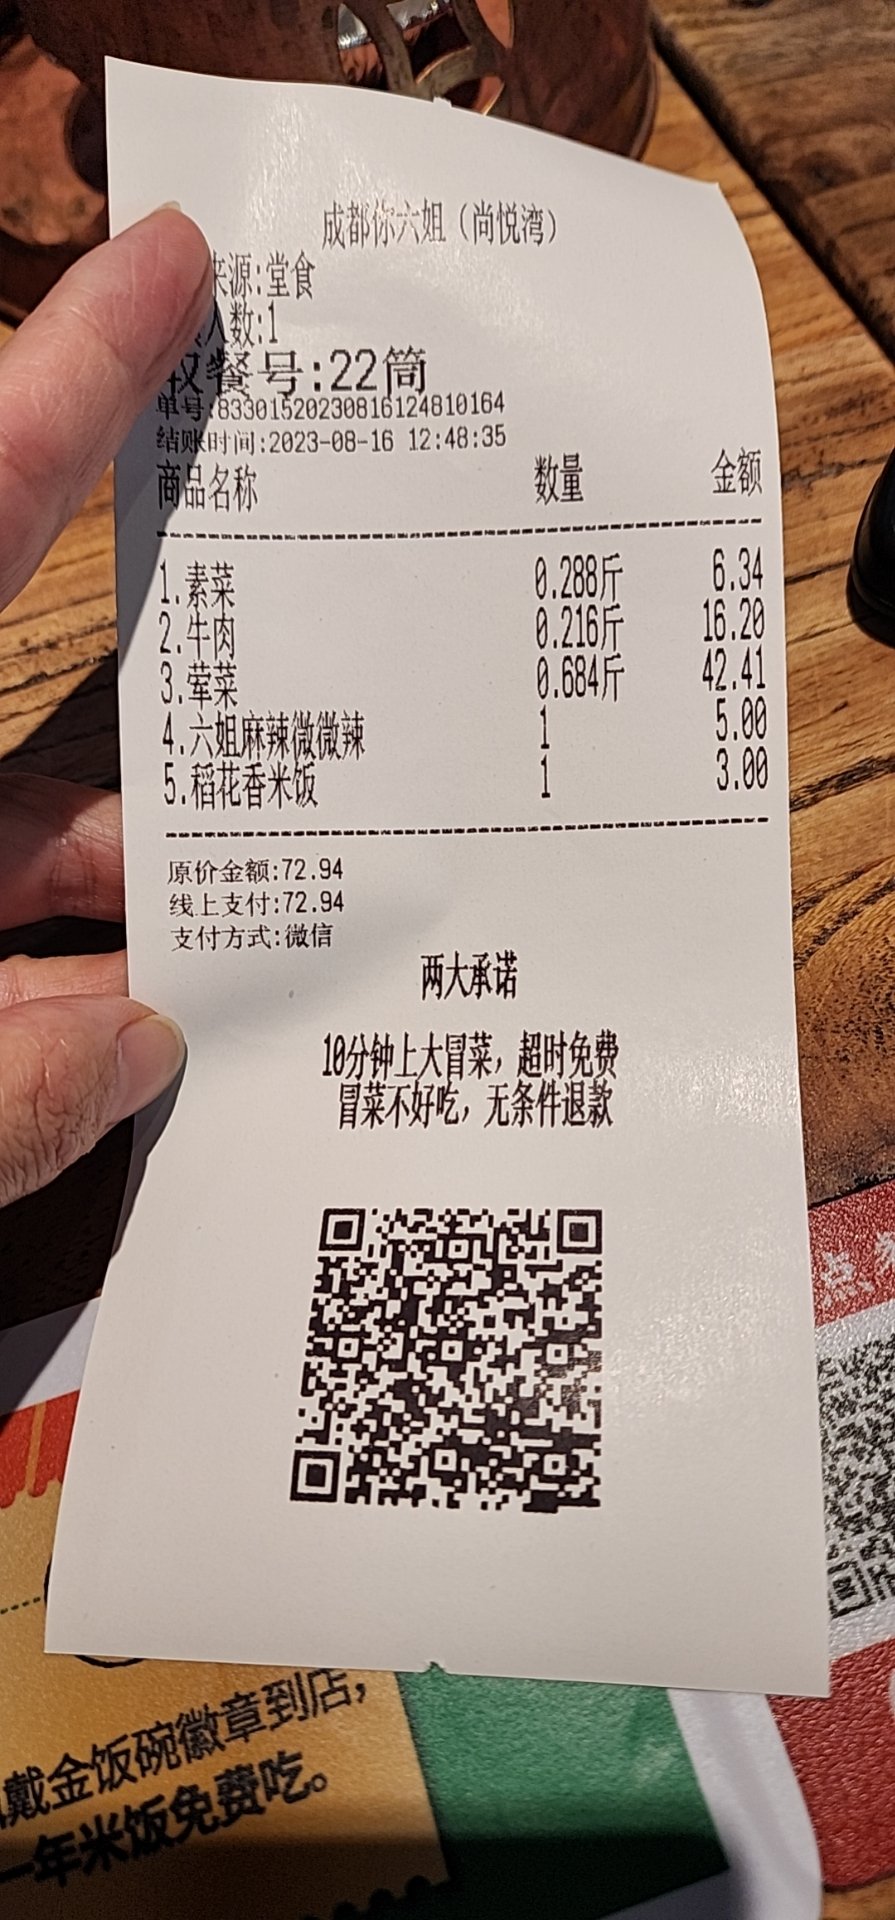 成都你六姐（尚悦湾）
来源:堂食
人数:1
取餐号:22筒
单号:83301520230816124810164
结账时间:2023-08-16 12:48:35
商品名称 数量 金额
1.素菜 0.288斤 6.34
2.牛肉 0.216斤 16.20
3.荤菜 0.684斤 42.41
4.六姐麻辣微微辣 1 5.00
5.稻花香米饭 1 3.00
原价金额:72.94
线上支付:72.94
支付方式:微信
两大承诺
10分钟上大冒菜，超时免费
冒菜不好吃，无条件退款
点
戴金饭碗徽章到店，
一年米饭免费吃。